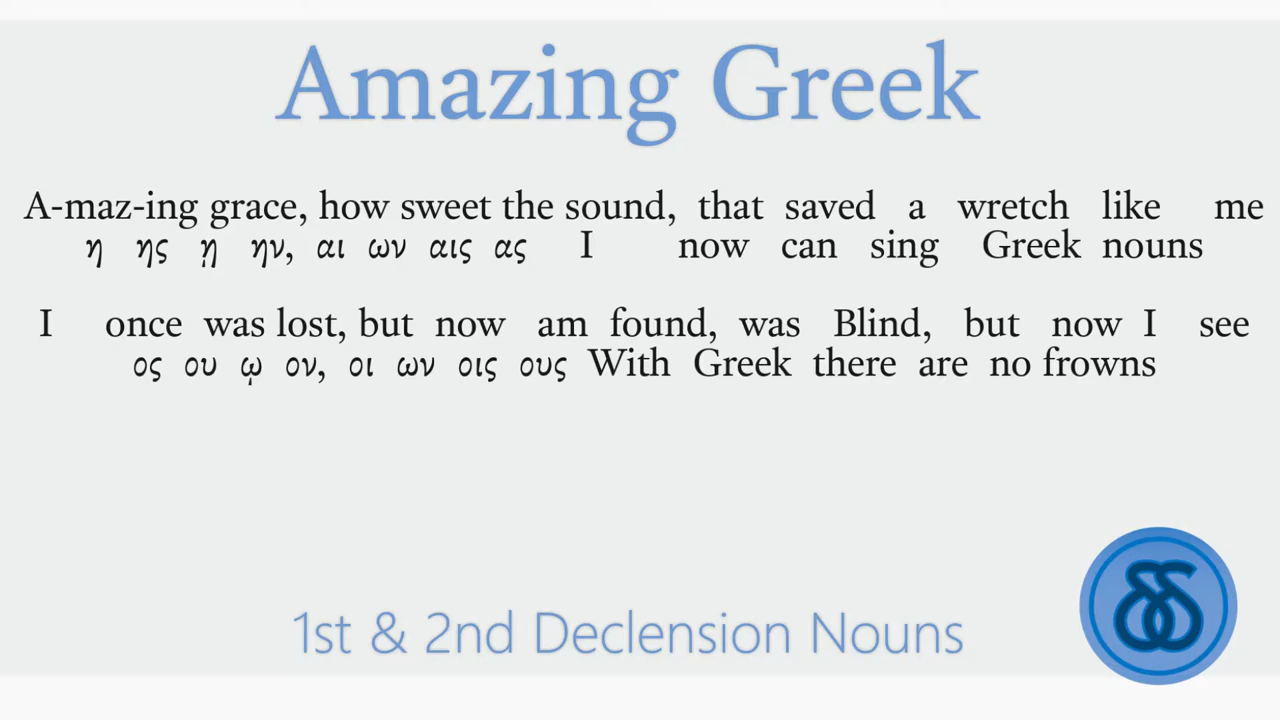 Amazing Greek
A-maz-ing grace, how sweet the sound, that saved a wretch like me
η ης ῃ ην, αι ων αις ας I now can sing Greek nouns
I once was lost, but now am found, was Blind, but now I see
ος ου ῳ ον, οι ων οις ους With Greek there are no frowns
1st & 2nd Declension Nouns
δδ